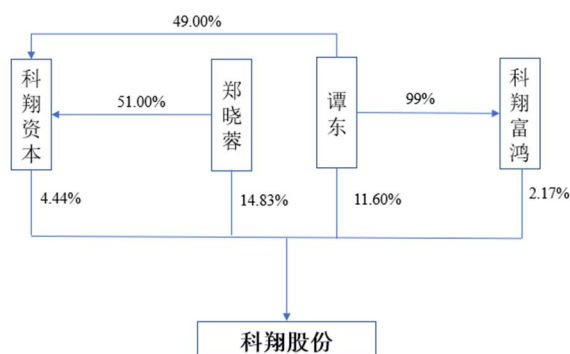 49.00%
科翔资本
51.00%
郑晓蓉
谭东
99%
科翔富鸿
4.44%
14.83%
11.60%
2.17%
科翔股份